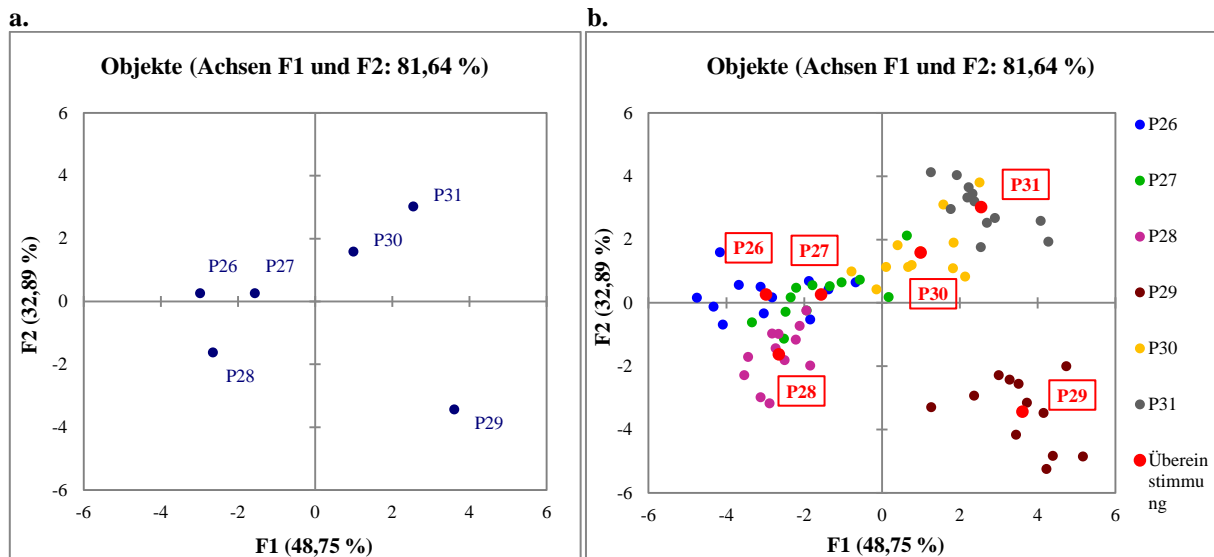 a.
Objekte (Achsen F1 und F2: 81,64 %)
F2 (32,89 %)
6
4
2
0
-2
-4
-6
P31
P30
P26
P27
P28
P29
-6
-4
-2
0
2
4
6
F1 (48,75 %)
b.
Objekte (Achsen F1 und F2: 81,64 %)
F2 (32,89 %)
6
4
2
0
-2
-4
-6
P31
P26
P27
P30
P28
P29
-6
-4
-2
0
2
4
6
F1 (48,75 %)
P26
P27
P28
P29
P30
P31
Überein
stimmu
ng